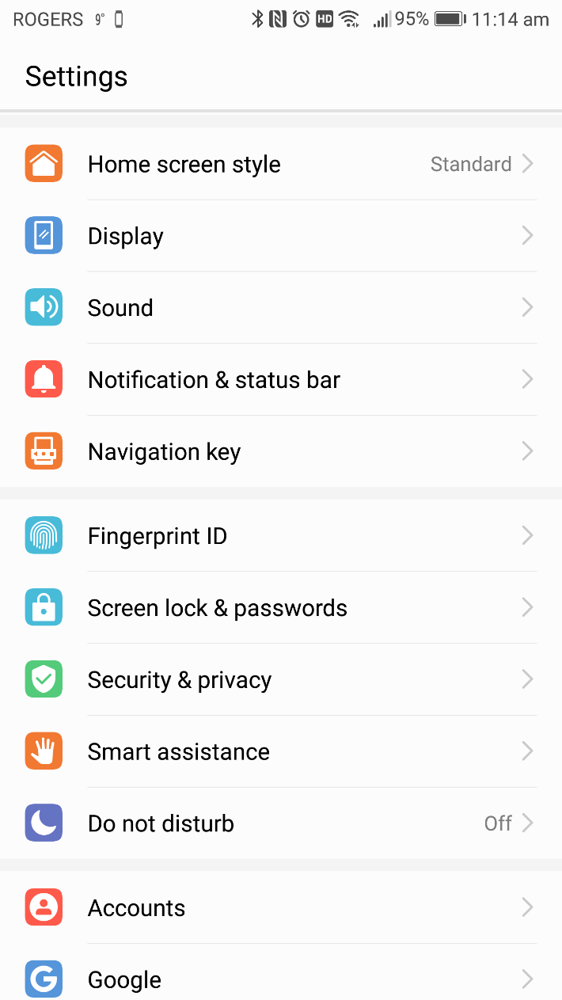 ROGERS 9° HD 95% 11:14 am
Settings
Home screen style Standard
Display
Sound
Notification & status bar
Navigation key
Fingerprint ID
Screen lock & passwords
Security & privacy
Smart assistance
Do not disturb Off
Accounts
Google